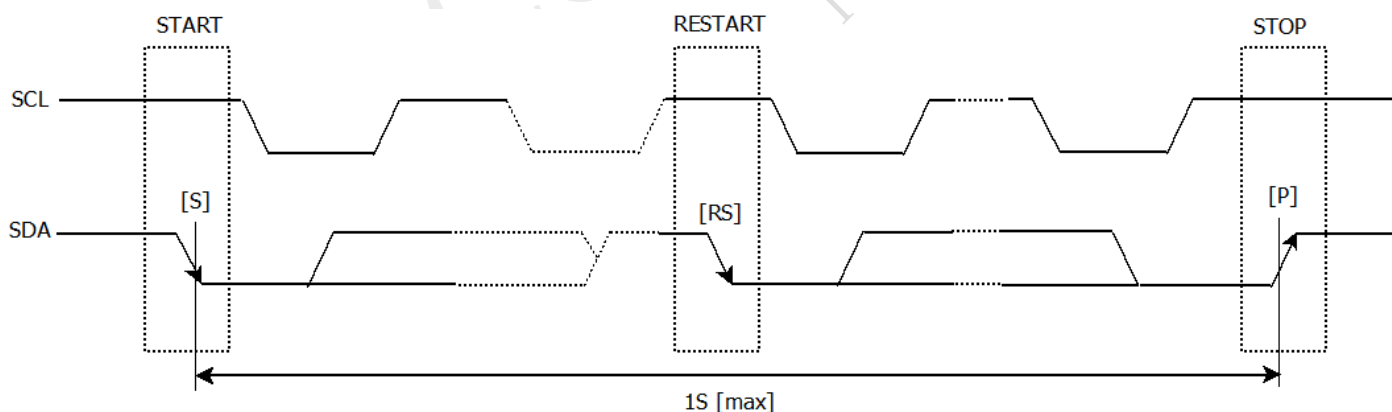 START RESTART STOP
SCL
[S] [RS] [P]
SDA
1S [max]